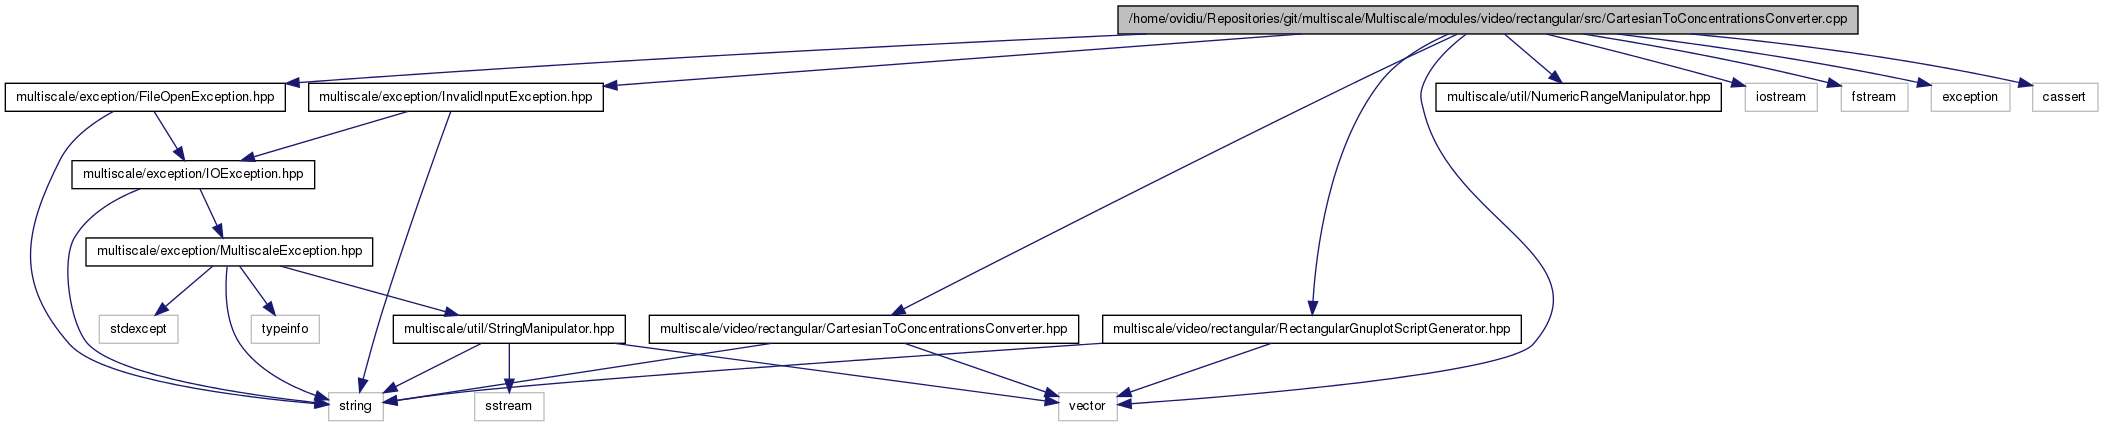 /home/ovidiu/Repositories/git/multiscale/Multiscale/modules/video/rectangular/src/CartesianToConcentrationsConverter.cpp
multiscale/exception/FileOpenException.hpp
multiscale/exception/InvalidInputException.hpp
multiscale/util/NumericRangeManipulator.hpp
iostream
fstream
exception
cassert
multiscale/exception/IOException.hpp
multiscale/exception/MultiscaleException.hpp
stdexcept
typeinfo
multiscale/util/StringManipulator.hpp
multiscale/video/rectangular/CartesianToConcentrationsConverter.hpp
multiscale/video/rectangular/RectangularGnuplotScriptGenerator.hpp
string
sstream
vector